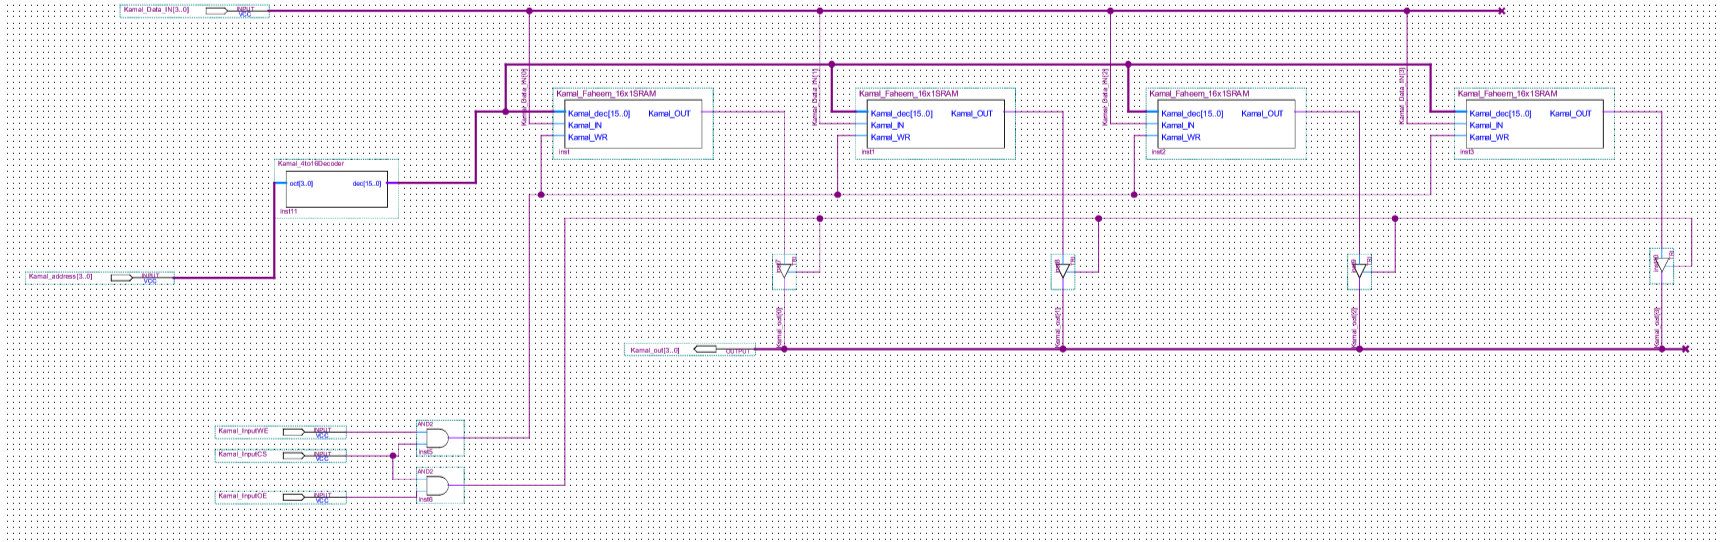 Kamal_Data_IN[3..0] INPUT
VCC
Kamal_Data_IN[0]
Kamal_Data_IN[1]
Kamal_Data_IN[2]
Kamal_Data_IN[3]
Kamal_Faheem_16x1SRAM
Kamal_dec[15..0] Kamal_OUT
Kamal_IN
Kamal_WR
inst
Kamal_Faheem_16x1SRAM
Kamal_dec[15..0] Kamal_OUT
Kamal_IN
Kamal_WR
inst1
Kamal_Faheem_16x1SRAM
Kamal_dec[15..0] Kamal_OUT
Kamal_IN
Kamal_WR
inst2
Kamal_Faheem_16x1SRAM
Kamal_dec[15..0] Kamal_OUT
Kamal_IN
Kamal_WR
inst3
Kamal_4to16Decoder
oct[3..0] dec[15..0]
inst11
Kamal_address[3..0] INPUT
VCC
inst7
inst8
inst9
Kamal_out[0]
Kamal_out[1]
Kamal_out[2]
Kamal_out[3]
Kamal_out[3..0] OUTPUT
Kamal_InputWE INPUT
VCC
AND2
inst5
Kamal_InputCS INPUT
VCC
AND2
inst6
Kamal_InputOE INPUT
VCC